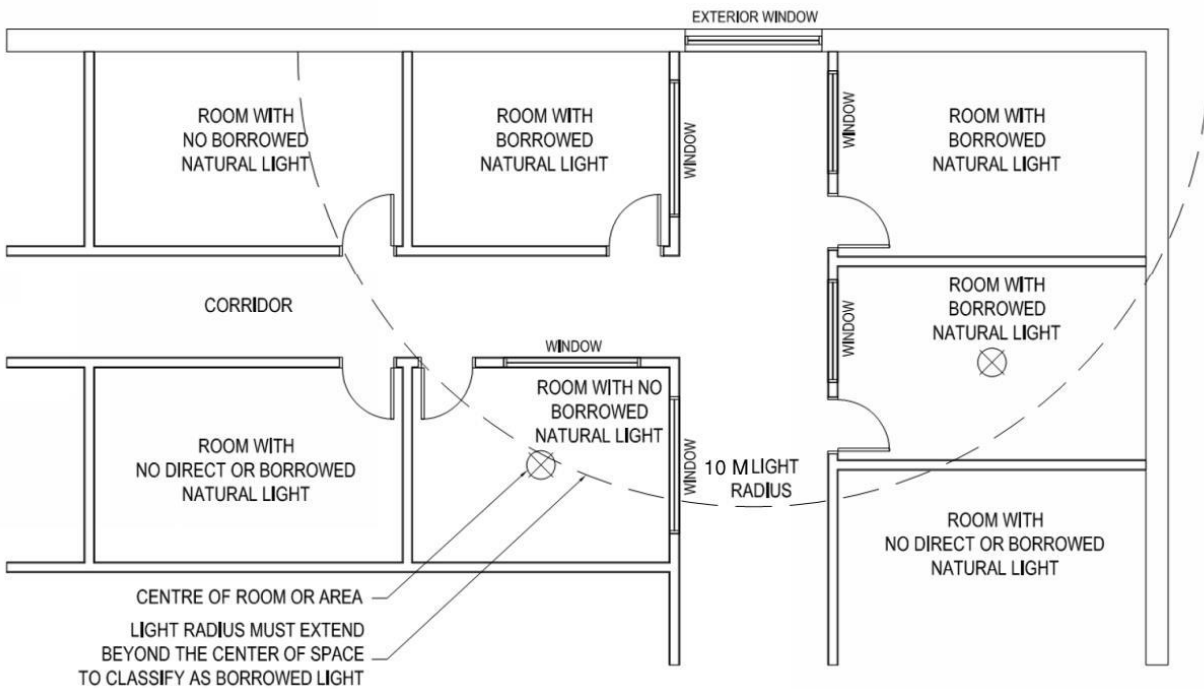 EXTERIOR WINDOW
ROOM WITH
NO BORROWED
NATURAL LIGHT
ROOM WITH
BORROWED
NATURAL LIGHT
WINDOW
WINDOW
ROOM WITH
BORROWED
NATURAL LIGHT
CORRIDOR
ROOM WITH
BORROWED
NATURAL LIGHT
WINDOW
WINDOW
ROOM WITH NO
BORROWED
NATURAL LIGHT
ROOM WITH
NO DIRECT OR BORROWED
NATURAL LIGHT
WINDOW
10 M LIGHT
RADIUS
ROOM WITH
NO DIRECT OR BORROWED
NATURAL LIGHT
CENTRE OF ROOM OR AREA
LIGHT RADIUS MUST EXTEND
BEYOND THE CENTER OF SPACE
TO CLASSIFY AS BORROWED LIGHT